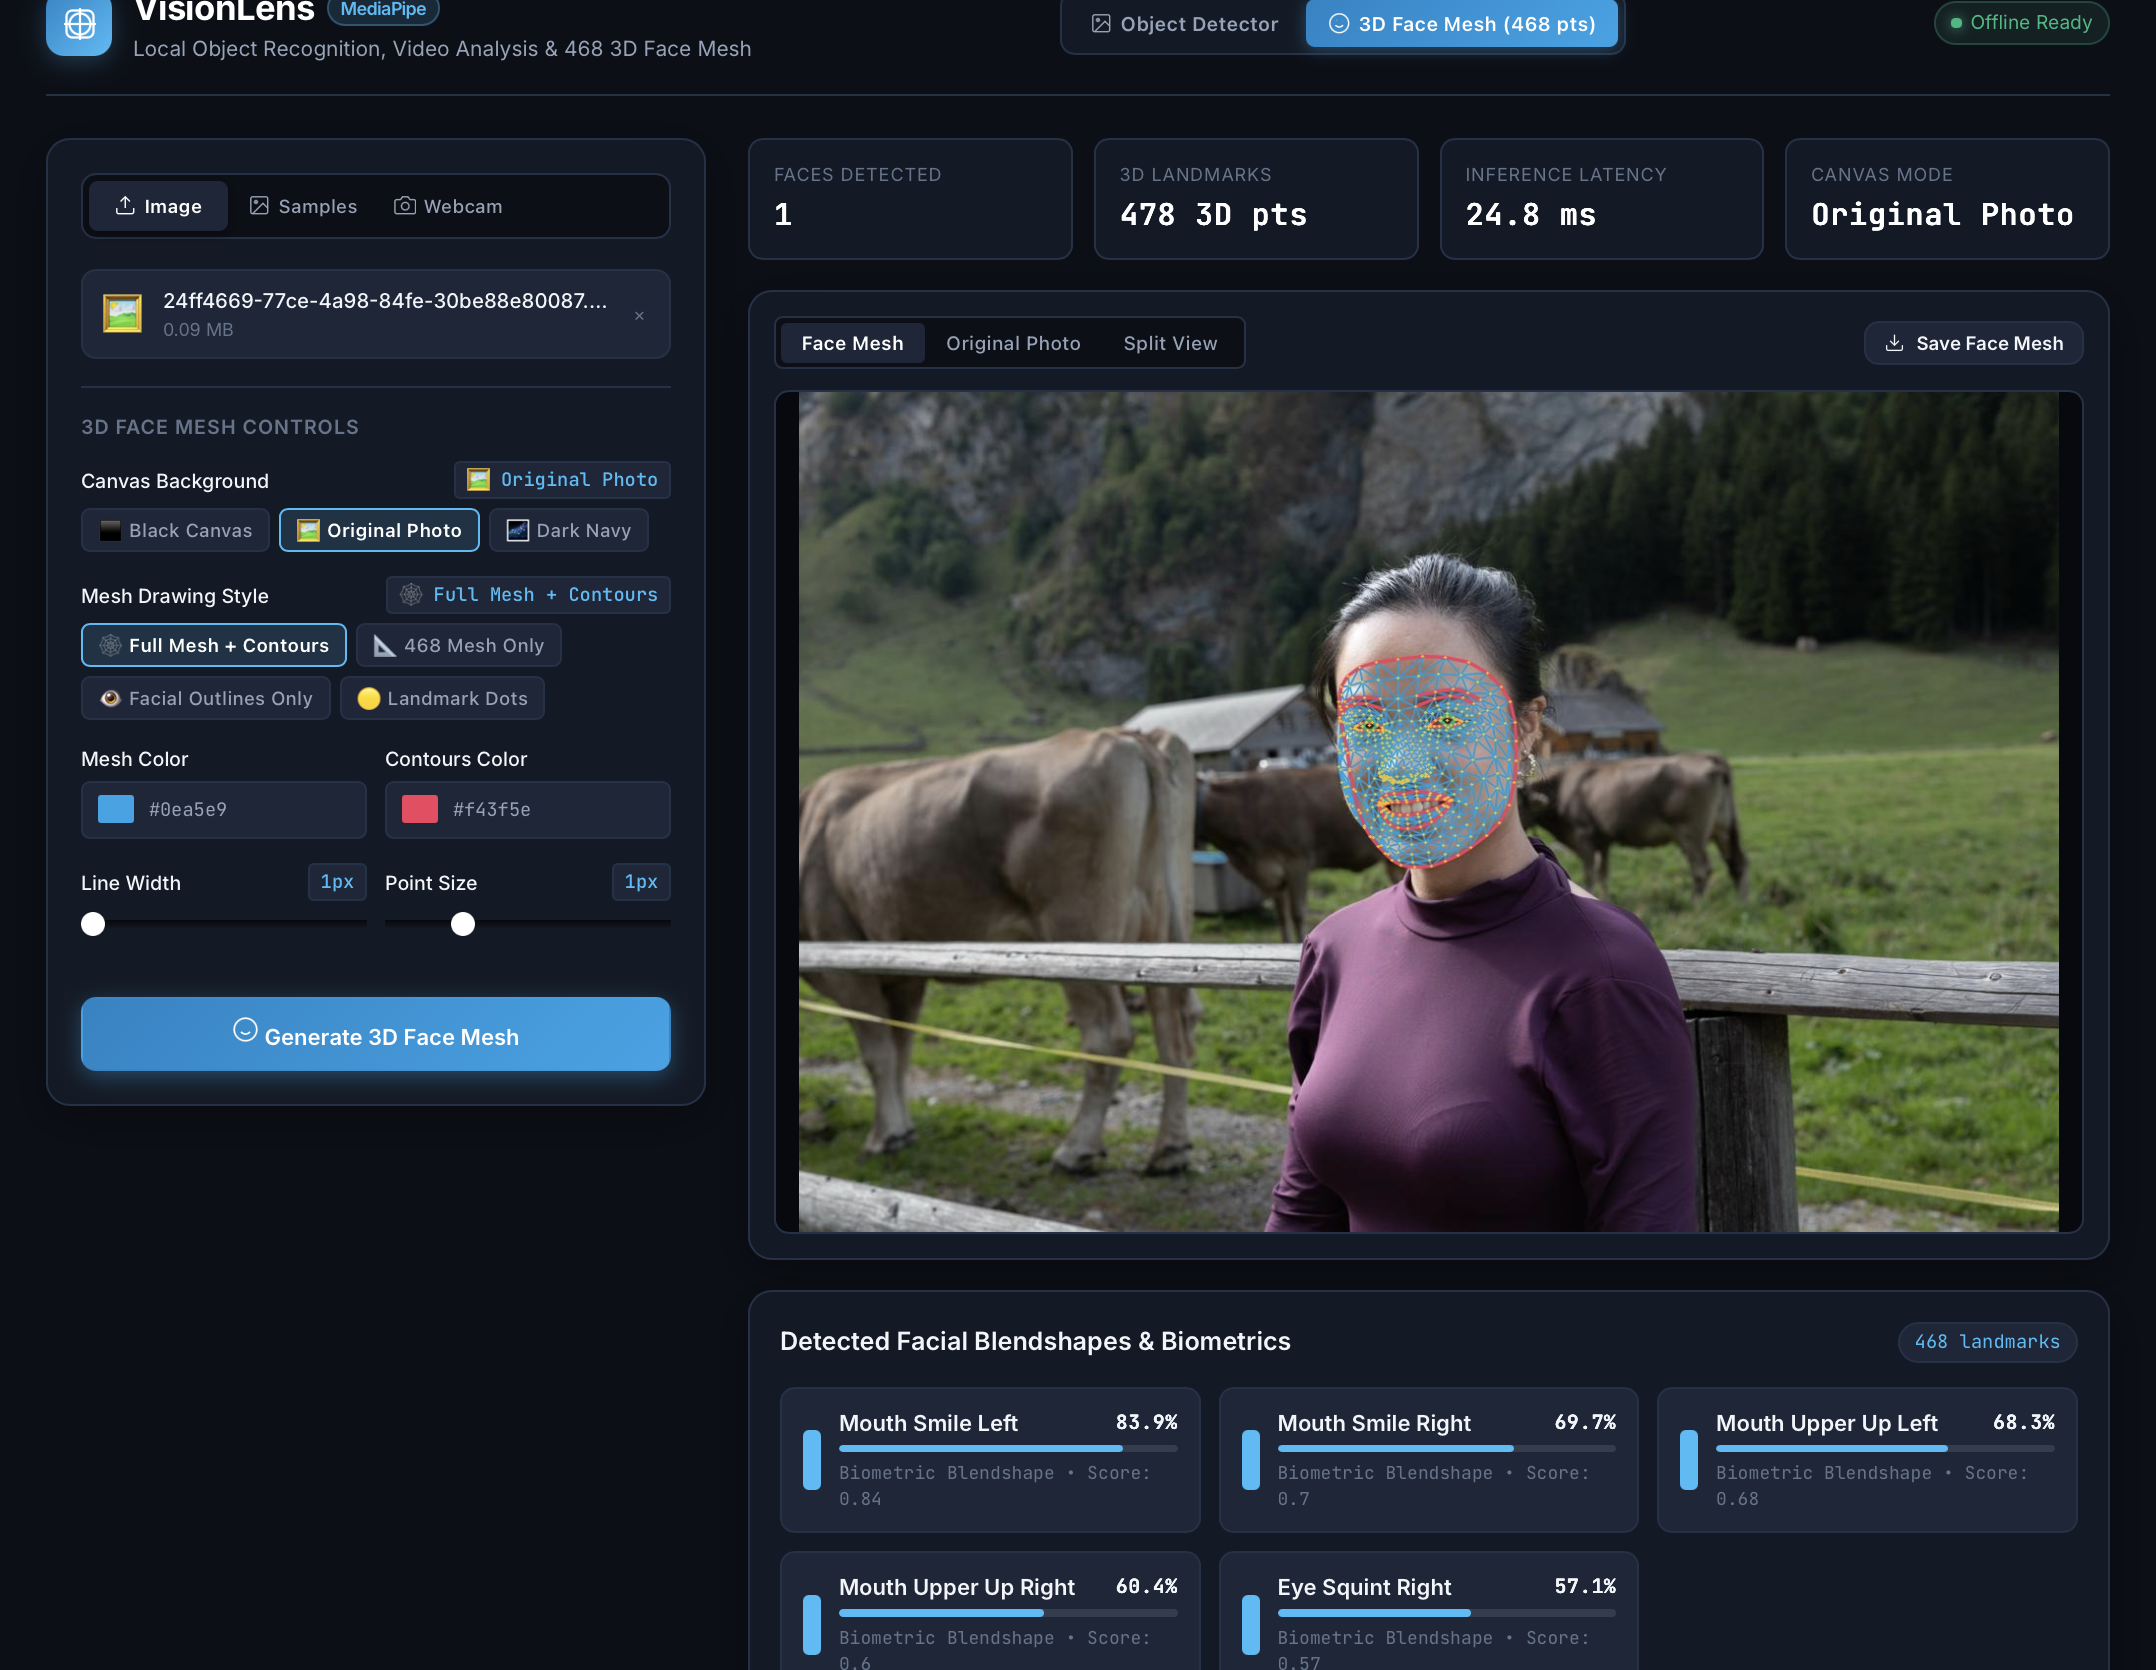 VisionLens
MediaPipe
Local Object Recognition, Video Analysis & 468 3D Face Mesh
Object Detector
3D Face Mesh (468 pts)
Offline Ready
Image
Samples
Webcam
24ff4669-77ce-4a98-84fe-30be88e80087....
0.09 MB
×
3D FACE MESH CONTROLS
Canvas Background
Original Photo
Black Canvas
Original Photo
Dark Navy
Mesh Drawing Style
Full Mesh + Contours
Full Mesh + Contours
468 Mesh Only
Facial Outlines Only
Landmark Dots
Mesh Color
Contours Color
#0ea5e9
#f43f5e
Line Width
1px
Point Size
1px
Generate 3D Face Mesh
FACES DETECTED
1
3D LANDMARKS
478 3D pts
INFERENCE LATENCY
24.8 ms
CANVAS MODE
Original Photo
Face Mesh
Original Photo
Split View
Save Face Mesh
Detected Facial Blendshapes & Biometrics
468 landmarks
Mouth Smile Left
83.9%
Biometric Blendshape • Score:
0.84
Mouth Smile Right
69.7%
Biometric Blendshape • Score:
0.7
Mouth Upper Up Left
68.3%
Biometric Blendshape • Score:
0.68
Mouth Upper Up Right
60.4%
Biometric Blendshape • Score:
0.6
Eye Squint Right
57.1%
Biometric Blendshape • Score:
0.57